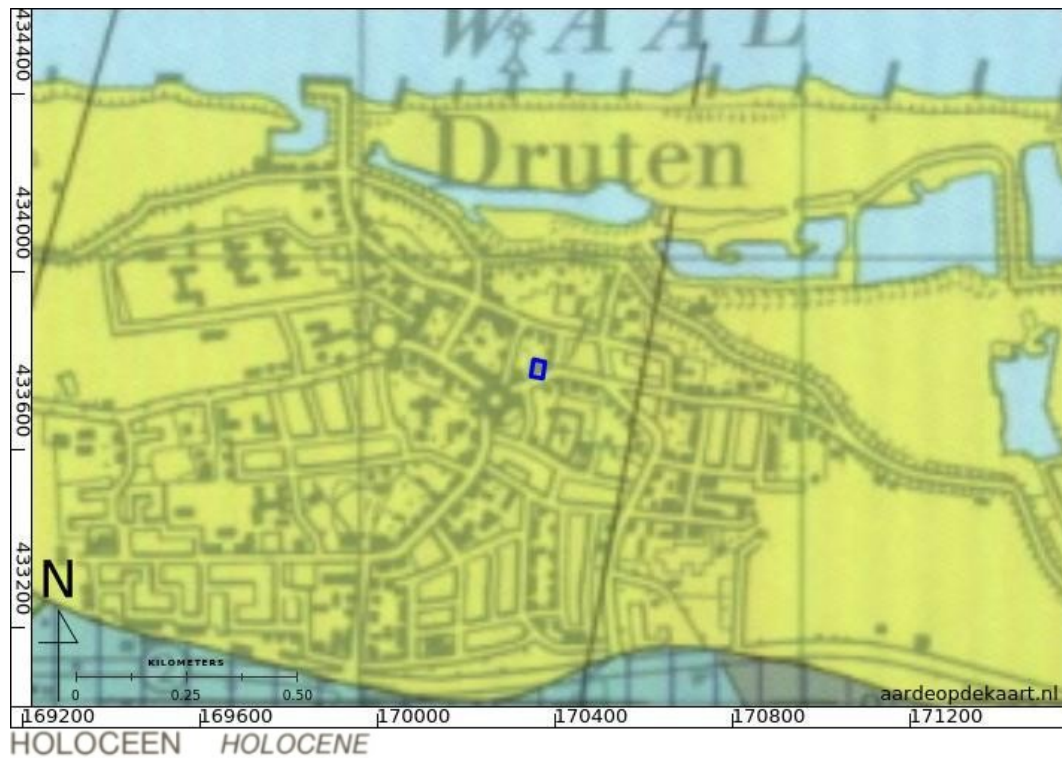 WAAL
Druten
434400
434000
433600
433200
N
KILOMETERS
0 0.25 0.50
aardeopdekaart.nl
169200 169600 170000 170400 170800 171200
HOLOCEEN HOLOCENE